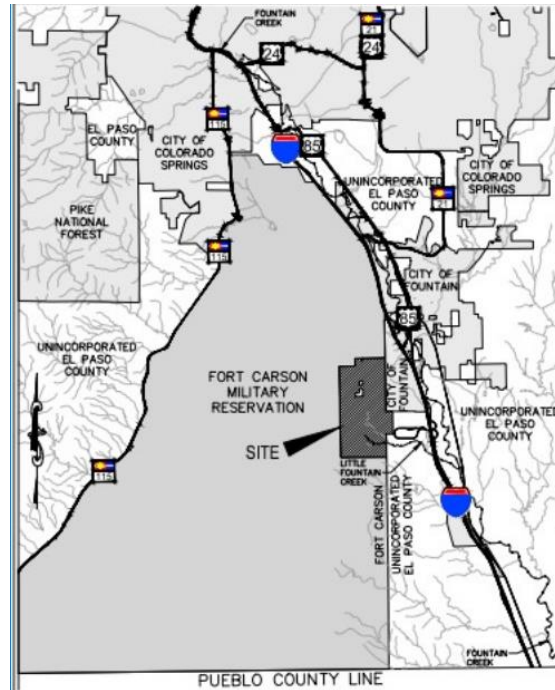 FOUNTAIN
CREEK
21
24
24
115
EL PASO
COUNTY
CITY OF
COLORADO
SPRINGS
85
UNINCORPORATED
EL PASO
COUNTY
CITY OF
COLORADO
SPRINGS
21
PIKE
NATIONAL
FOREST
115
CITY OF
FOUNTAIN
85
UNINCORPORATED
EL PASO
COUNTY
FORT CARSON
MILITARY
RESERVATION
CITY OF
FOUNTAIN
UNINCORPORATED
EL PASO
COUNTY
SITE
LITTLE
FOUNTAIN
CREEK
115
FORT CARSON
UNINCORPORATED
EL PASO COUNTY
FOUNTAIN
CREEK
PUEBLO COUNTY LINE